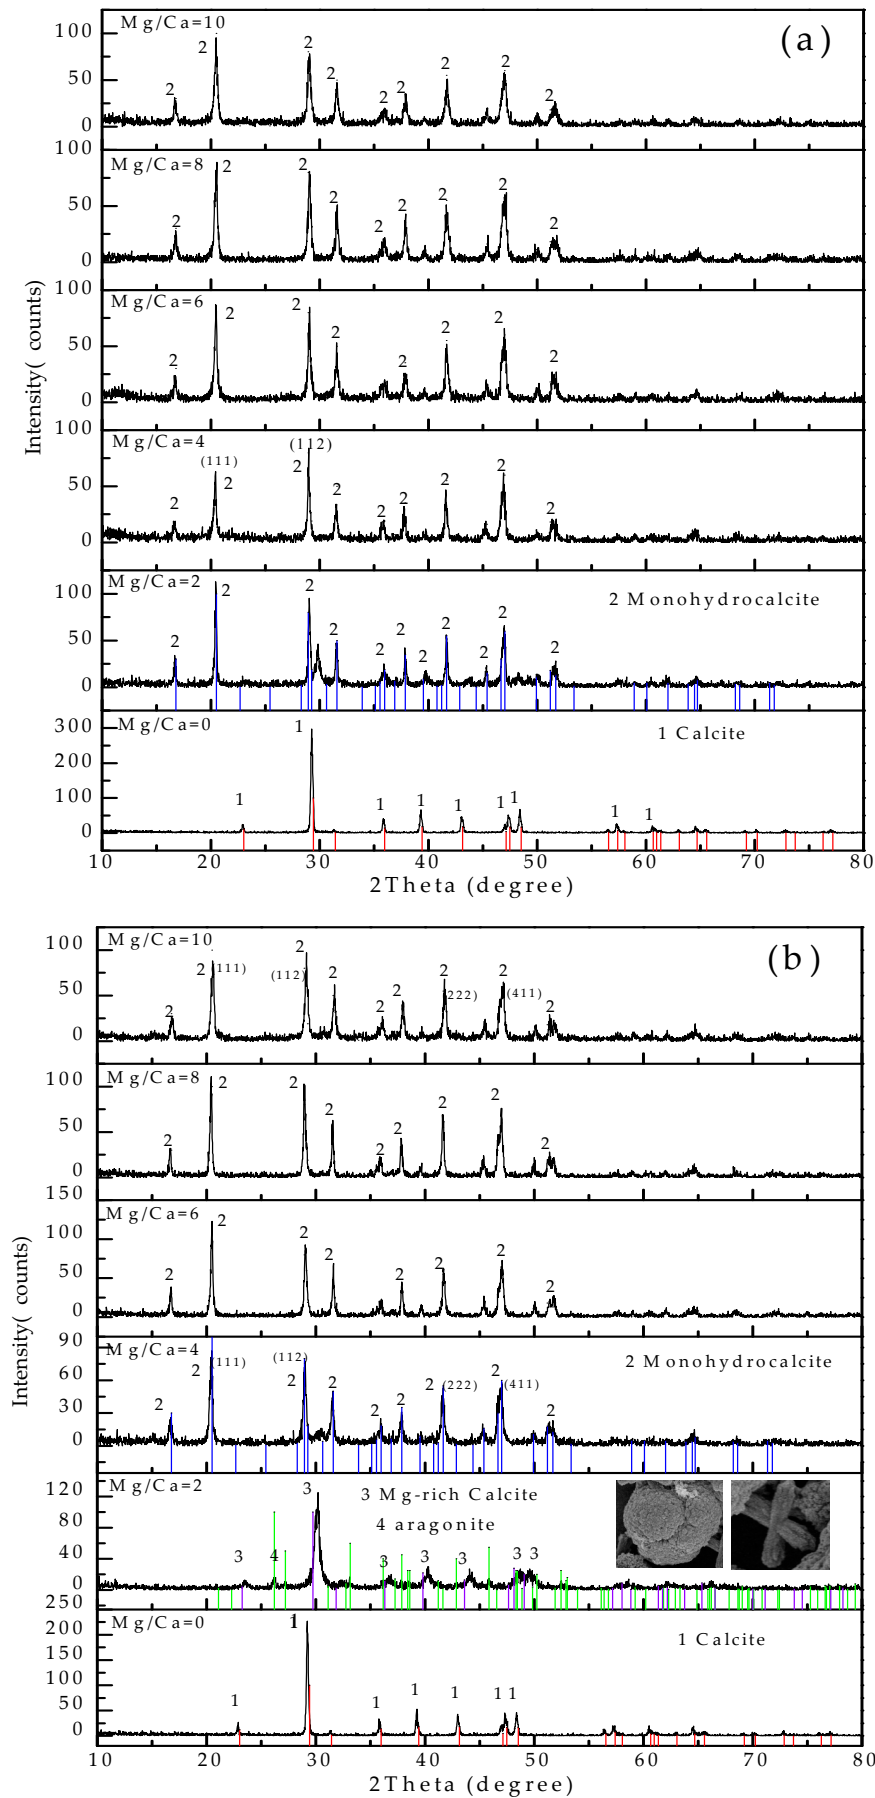 (a)
Mg/Ca=10
100
50
0
2 2 2 2 2 2 2 2 2
100
Mg/Ca=8
50
0
2 2 2 2 2 2 2 2 2
100
Mg/Ca=6
50
0
2 2 2 2 2 2 2 2
100
Mg/Ca=4
50
0
(111) (112)
2 2 2 2 2 2 2 2 2
Mg/Ca=2
100
50
0
2 2 2 2 2 2 2 2 2 2
2 Monohydrocalcite
Mg/Ca=0
300
200
100
0
1 1 1 1 1 1 1 1 1
1 Calcite
Intensity( counts)
10 20 30 40 50 60 70 80
2Theta (degree)
(b)
Mg/Ca=10
100
50
0
2 2 2 2 2 2 2 2 2
(111) (112) (222) (411)
Mg/Ca=8
100
50
0
2 2 2 2 2 2 2 2 2
150
Mg/Ca=6
100
50
0
2 2 2 2 2 2 2 2
90
Mg/Ca=4
60
30
0
2 2 2 2 2 2 2 2 2
(111) (112) (222) (411)
2 Monohydrocalcite
Mg/Ca=2
120
80
40
0
3 4 3 3 3 3 3 3
3 Mg-rich Calcite
4 aragonite
250
Mg/Ca=0
200
150
100
50
0
1 1 1 1 1 1 1
1 Calcite
Intensity( counts)
10 20 30 40 50 60 70 80
2Theta (degree)